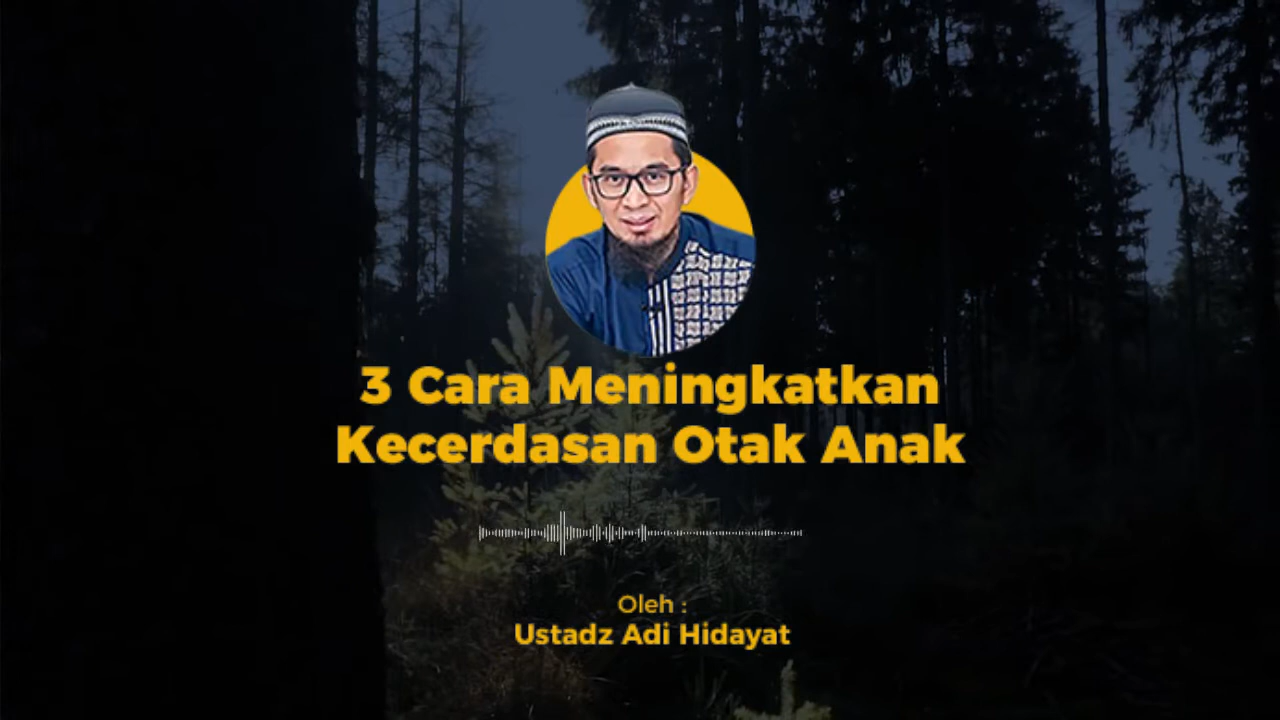 3 Cara Meningkatkan
Kecerdasan Otak Anak
Oleh :
Ustadz Adi Hidayat